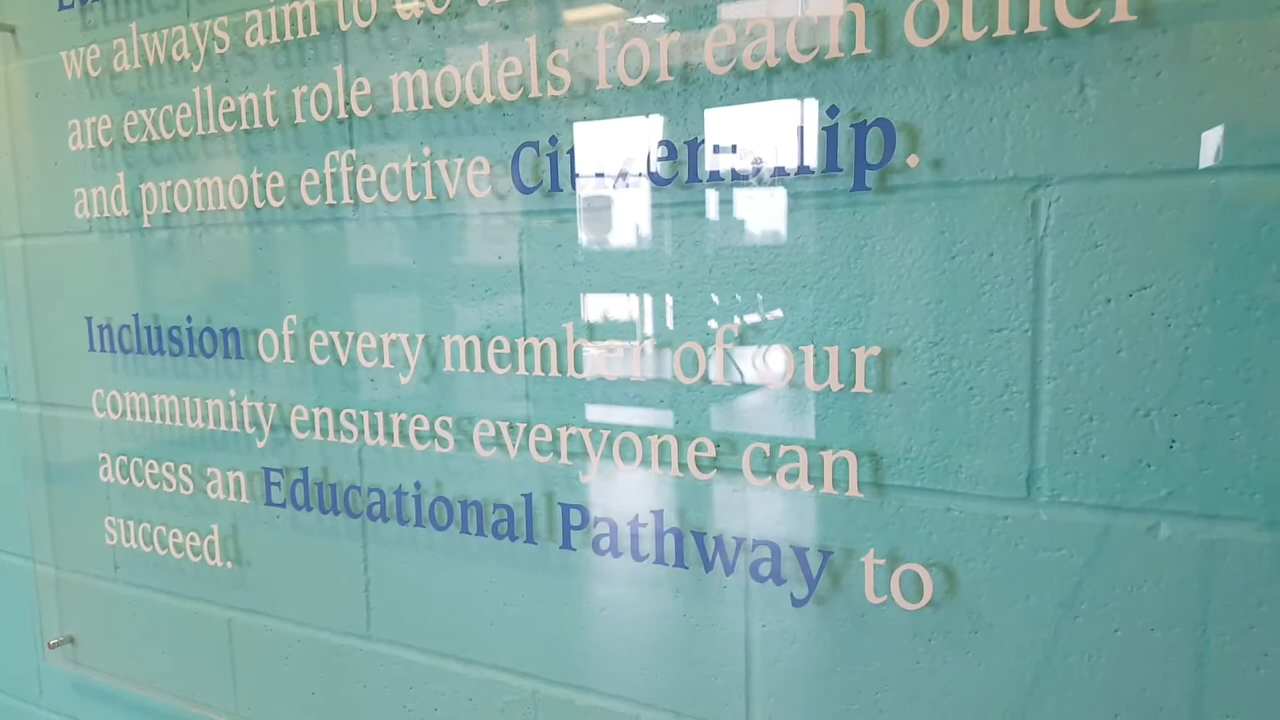 we always aim to do
are excellent role models for each other
and promote effective Citizenship.
Inclusion of every member of our
community ensures everyone can
access an Educational Pathway to
succeed.